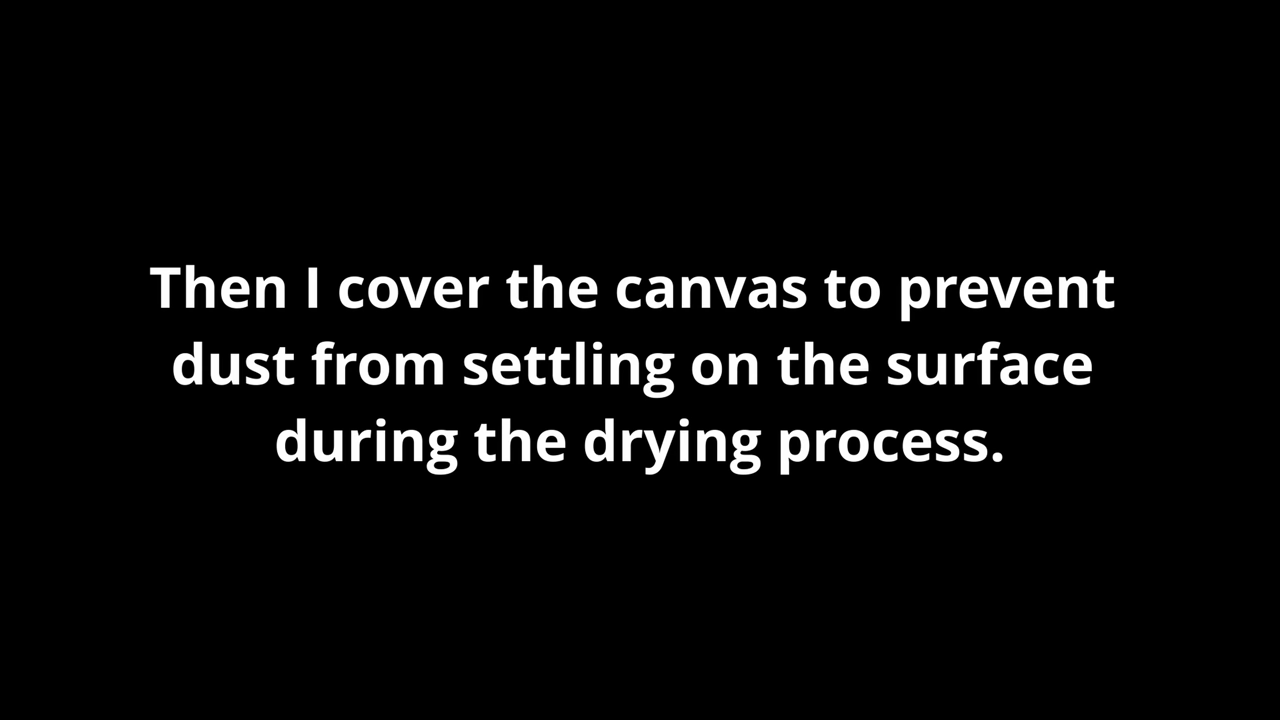 Then I cover the canvas to prevent
dust from settling on the surface
during the drying process.